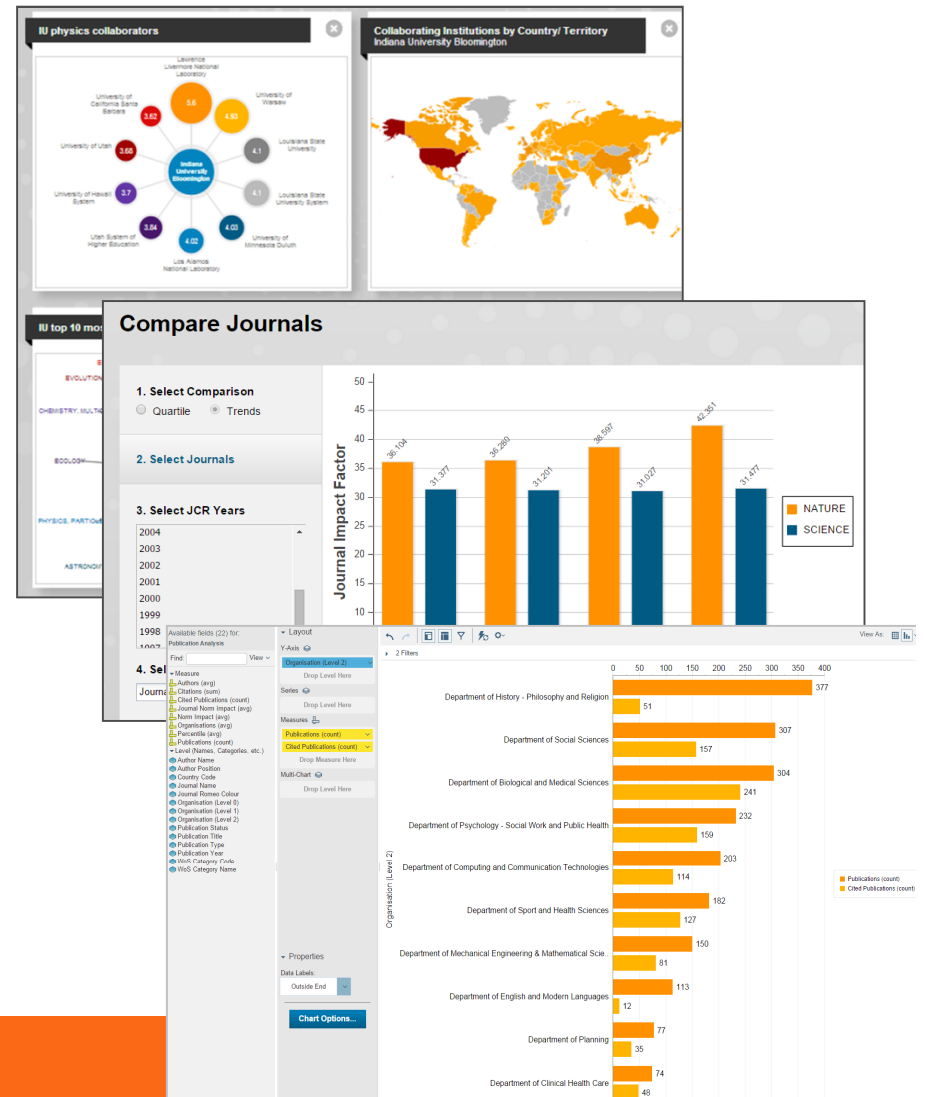 IU physics collaborators
Lawrence
Livermore National
Laboratory
University of
California Santa
Barbara
University of
Warsaw
5.6
3.62
4.93
University of Utah
3.68
4.1
Louisiana State
University
Indiana
University
Bloomington
University of Hawaii
System
3.7
4.1
Louisiana State
University System
3.84
4.03
Utah System of
Higher Education
4.02
University of
Minnesota Duluth
Los Alamos
National Laboratory
Collaborating Institutions by Country/ Territory
Indiana University Bloomington
IU top 10 mos
EVOLUTION
CHEMISTRY, MULTI
ECOLOGY
PHYSICS, PARTICLE
ASTRONO
Compare Journals
1. Select Comparison
Quartile
Trends
2. Select Journals
3. Select JCR Years
2004
2003
2002
2001
2000
1999
1998
1997
4. Sel
Journa
Journal Impact Factor
50
45
40
35
30
25
20
15
10
36.104
31.377
36.280
31.201
38.597
31.027
42.351
31.477
NATURE
SCIENCE
Available fields (22) for:
Publication Analysis
Find:
View
Measure
Authors (avg)
Citations (sum)
Cited Publications (count)
Journal Norm Impact (avg)
Norm Impact (avg)
Organisations (avg)
Percentile (avg)
Publications (count)
Level (Names, Categories, etc.)
Author Name
Author Position
Country Code
Journal Name
Journal Romeo Colour
Organisation (Level 0)
Organisation (Level 1)
Organisation (Level 2)
Publication Status
Publication Title
Publication Type
Publication Year
WoS Category Code
WoS Category Name
Layout
Y-Axis
Organisation (Level 2)
Drop Level Here
Series
Drop Level Here
Measures
Publications (count)
Cited Publications (count)
Drop Measure Here
Multi-Chart
Drop Level Here
Properties
Data Labels:
Outside End
Chart Options...
View As:
2 Filters
0 50 100 150 200 250 300 350 400
Organisation (Level 2)
Department of History - Philosophy and Religion
377
51
Department of Social Sciences
307
157
Department of Biological and Medical Sciences
304
241
Department of Psychology - Social Work and Public Health
232
159
Department of Computing and Communication Technologies
203
114
Department of Sport and Health Sciences
182
127
Department of Mechanical Engineering & Mathematical Scie..
150
81
Department of English and Modern Languages
113
12
Department of Planning
77
35
Department of Clinical Health Care
74
48
Publications (count)
Cited Publications (count)